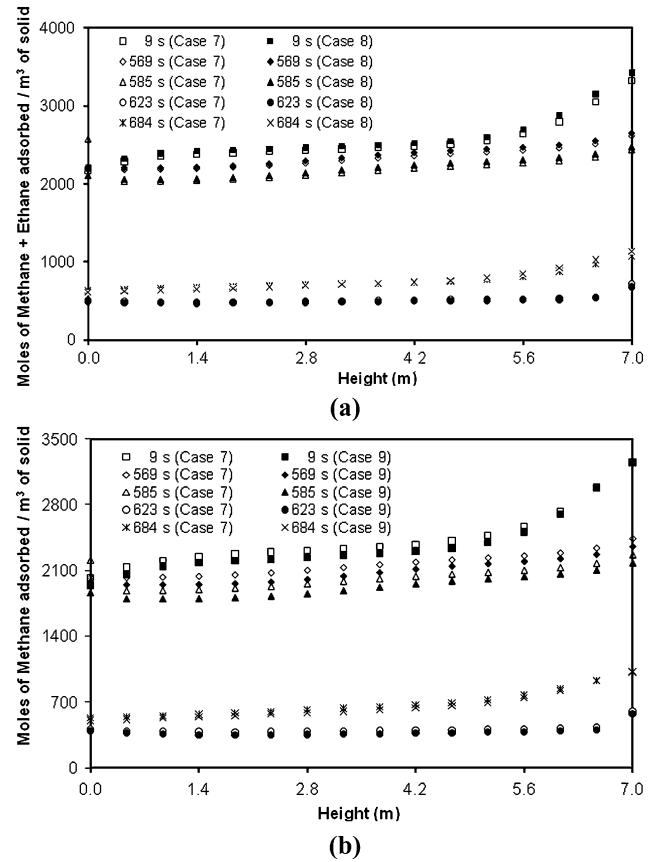 Moles of Methane + Ethane adsorbed / m³ of solid
4000
3000
2000
1000
0
9 s (Case 7)
9 s (Case 8)
569 s (Case 7)
569 s (Case 8)
585 s (Case 7)
585 s (Case 8)
623 s (Case 7)
623 s (Case 8)
684 s (Case 7)
684 s (Case 8)
0.0 1.4 2.8 4.2 5.6 7.0
Height (m)
(a)
Moles of Methane adsorbed / m³ of solid
3500
2800
2100
1400
700
0
9 s (Case 7)
9 s (Case 9)
569 s (Case 7)
569 s (Case 9)
585 s (Case 7)
585 s (Case 9)
623 s (Case 7)
623 s (Case 9)
684 s (Case 7)
684 s (Case 9)
0.0 1.4 2.8 4.2 5.6 7.0
Height (m)
(b)